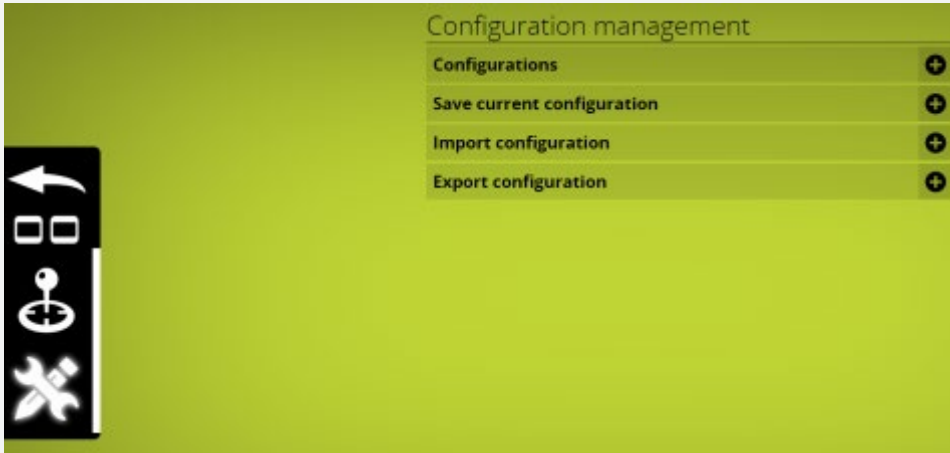 Configuration management
Configurations
Save current configuration
Import configuration
Export configuration